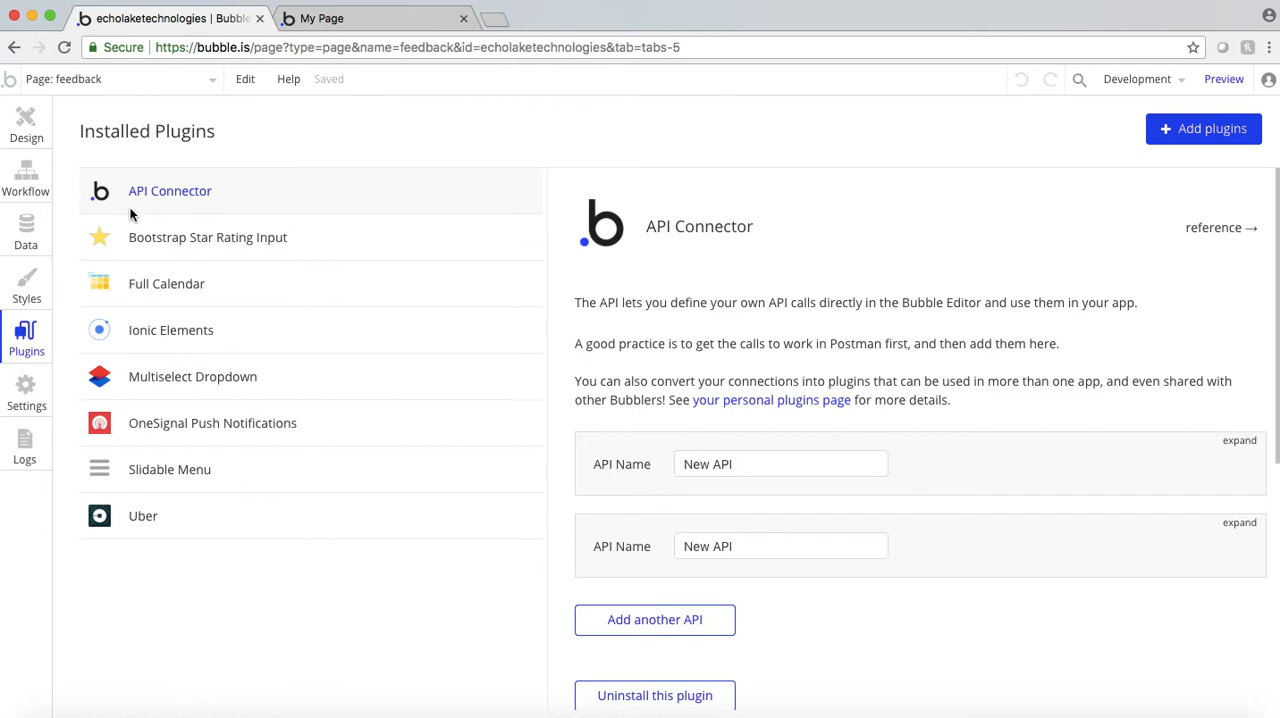 echolaketechnologies | Bubble
My Page
Secure
https://bubble.is/page?type=page&name=feedback&id=echolaketechnologies&tab=tabs-5
Page: feedback
Edit
Help
Saved
Development
Preview
Design
Workflow
Data
Styles
Plugins
Settings
Logs
Installed Plugins
+ Add plugins
API Connector
Bootstrap Star Rating Input
Full Calendar
Ionic Elements
Multiselect Dropdown
OneSignal Push Notifications
Slidable Menu
Uber
.b
API Connector
reference →
The API lets you define your own API calls directly in the Bubble Editor and use them in your app.
A good practice is to get the calls to work in Postman first, and then add them here.
You can also convert your connections into plugins that can be used in more than one app, and even shared with
other Bubblers! See your personal plugins page for more details.
expand
API Name
New API
expand
API Name
New API
Add another API
Uninstall this plugin